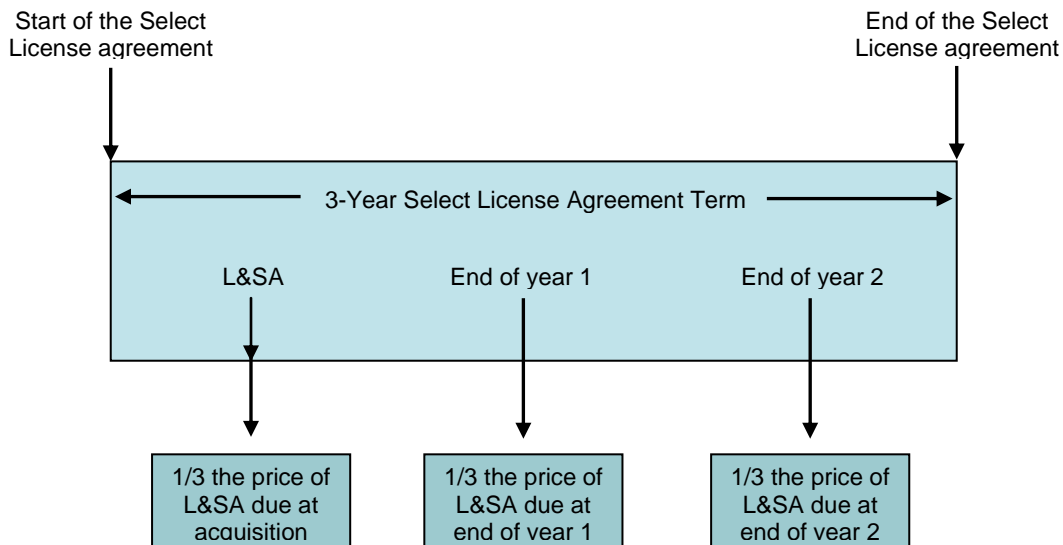 Start of the Select
License agreement
End of the Select
License agreement
3-Year Select License Agreement Term
L&SA
End of year 1
End of year 2
1/3 the price of
L&SA due at
acquisition
1/3 the price of
L&SA due at
end of year 1
1/3 the price of
L&SA due at
end of year 2